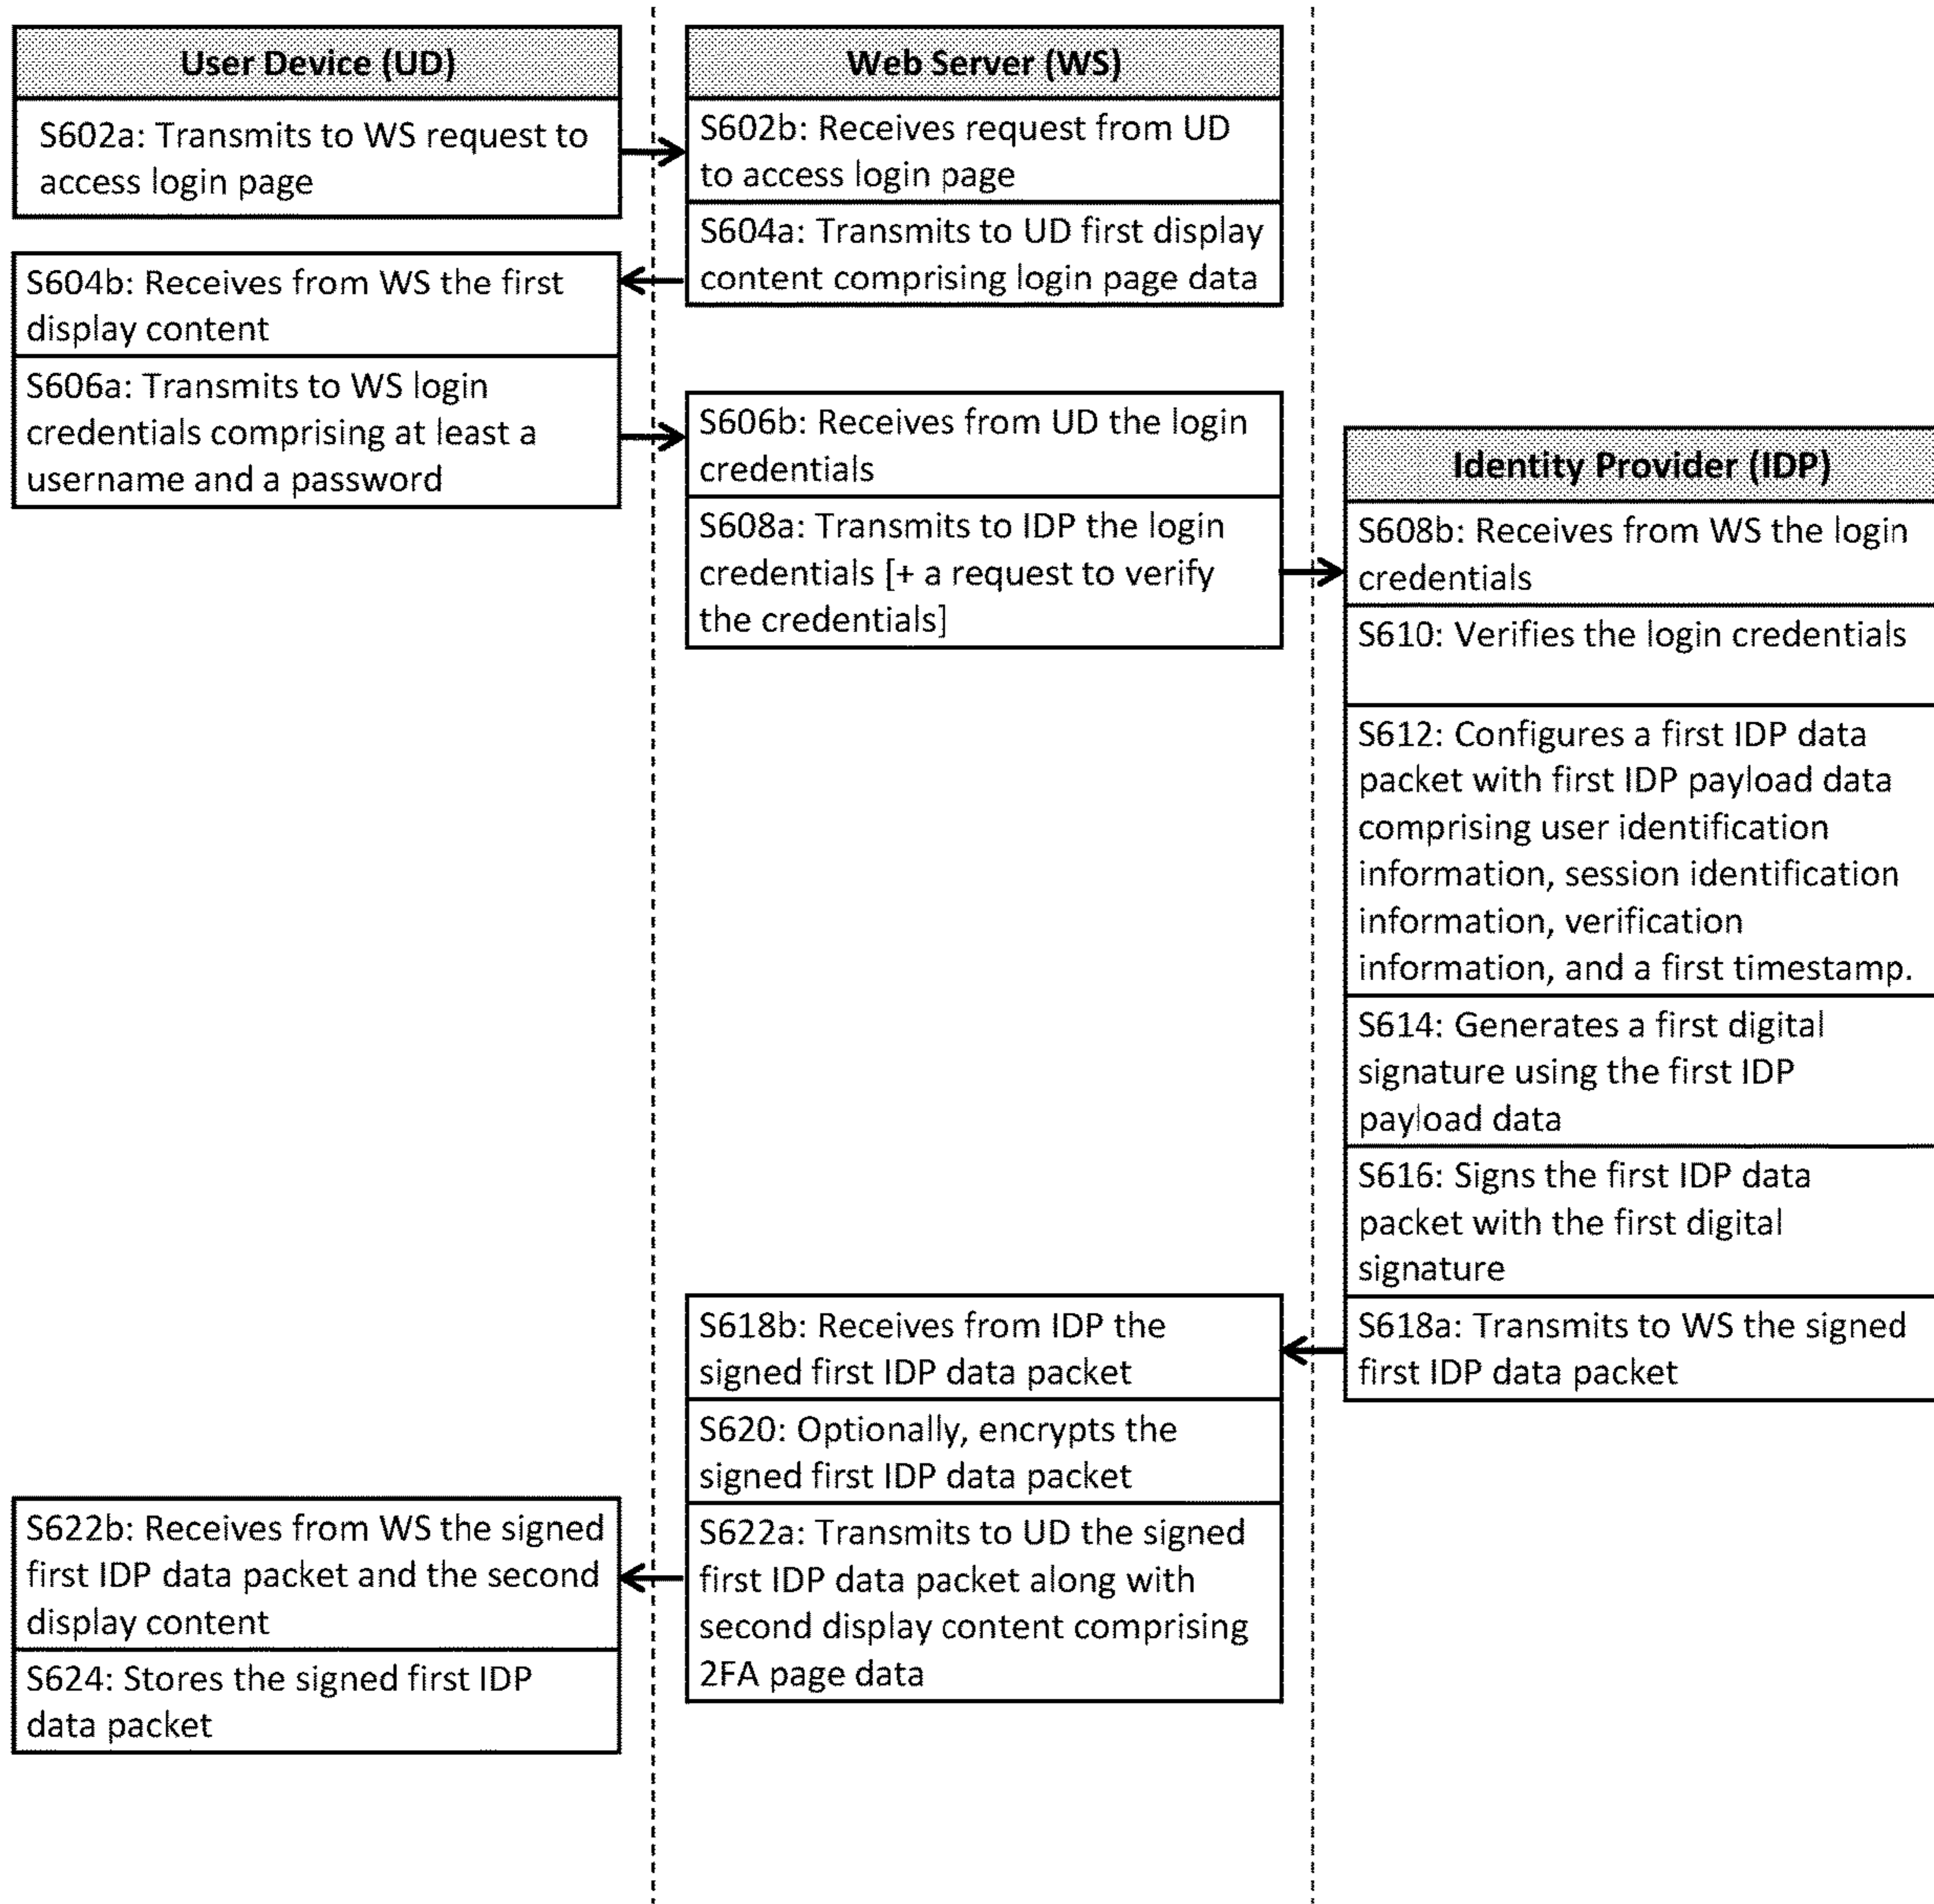 User Device (UD)
S602a: Transmits to WS request to
access login page
Web Server (WS)
S602b: Receives request from UD
to access login page
S604a: Transmits to UD first display
content comprising login page data
S604b: Receives from WS the first
display content
S606a: Transmits to WS login
credentials comprising at least a
username and a password
S606b: Receives from UD the login
credentials
S608a: Transmits to IDP the login
credentials [+ a request to verify
the credentials]
Identity Provider (IDP)
S608b: Receives from WS the login
credentials
S610: Verifies the login credentials
S612: Configures a first IDP data
packet with first IDP payload data
comprising user identification
information, session identification
information, verification
information, and a first timestamp.
S614: Generates a first digital
signature using the first IDP
payload data
S616: Signs the first IDP data
packet with the first digital
signature
S618a: Transmits to WS the signed
first IDP data packet
S618b: Receives from IDP the
signed first IDP data packet
S620: Optionally, encrypts the
signed first IDP data packet
S622a: Transmits to UD the signed
first IDP data packet along with
second display content comprising
2FA page data
S622b: Receives from WS the signed
first IDP data packet and the second
display content
S624: Stores the signed first IDP
data packet